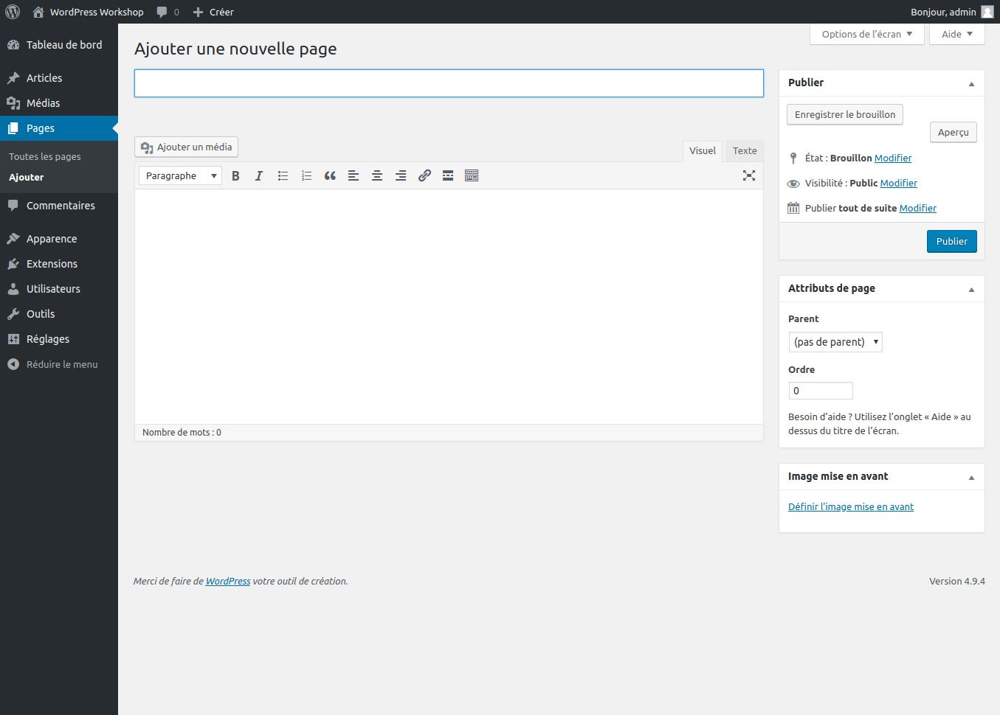 WordPress Workshop 0 Créer Bonjour, admin
Options de l’écran Aide
Tableau de bord
Articles
Médias
Pages
Toutes les pages
Ajouter
Commentaires
Apparence
Extensions
Utilisateurs
Outils
Réglages
Réduire le menu
Ajouter une nouvelle page
Ajouter un média
Visuel Texte
Paragraphe B I
Nombre de mots : 0
Publier
Enregistrer le brouillon
Aperçu
État : Brouillon Modifier
Visibilité : Public Modifier
Publier tout de suite Modifier
Publier
Attributs de page
Parent
(pas de parent)
Ordre
0
Besoin d’aide ? Utilisez l’onglet « Aide » au
dessus du titre de l’écran.
Image mise en avant
Définir l’image mise en avant
Merci de faire de WordPress votre outil de création.
Version 4.9.4